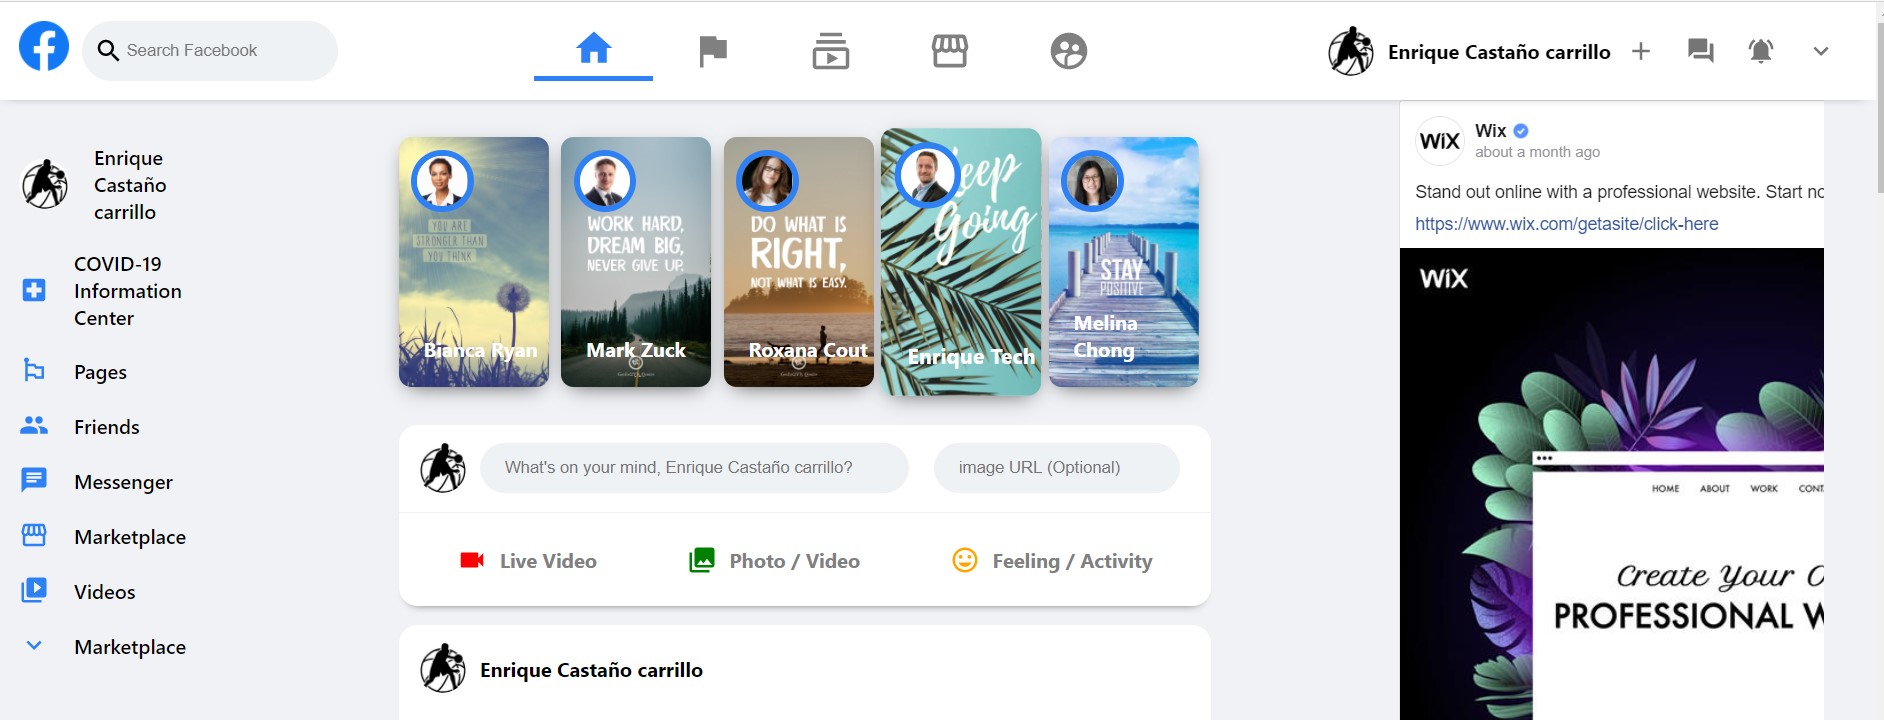 Search Facebook
Enrique Castaño carrillo
Enrique
Castaño
carrillo
COVID-19
Information
Center
Pages
Friends
Messenger
Marketplace
Videos
Marketplace
YOU ARE
STRONGER THAN
YOU THINK
Bianca Ryan
WORK HARD,
DREAM BIG,
NEVER GIVE UP.
Mark Zuck
DO WHAT IS
RIGHT,
NOT WHAT IS EASY.
Roxana Cout
Keep
Going
Enrique Tech
STAY
POSITIVE
Melina
Chong
What's on your mind, Enrique Castaño carrillo?
image URL (Optional)
Live Video
Photo / Video
Feeling / Activity
Enrique Castaño carrillo
WiX
Wix
about a month ago
Stand out online with a professional website. Start no
https://www.wix.com/getasite/click-here
WiX
HOME ABOUT WORK CONT
Create Your O
PROFESSIONAL W